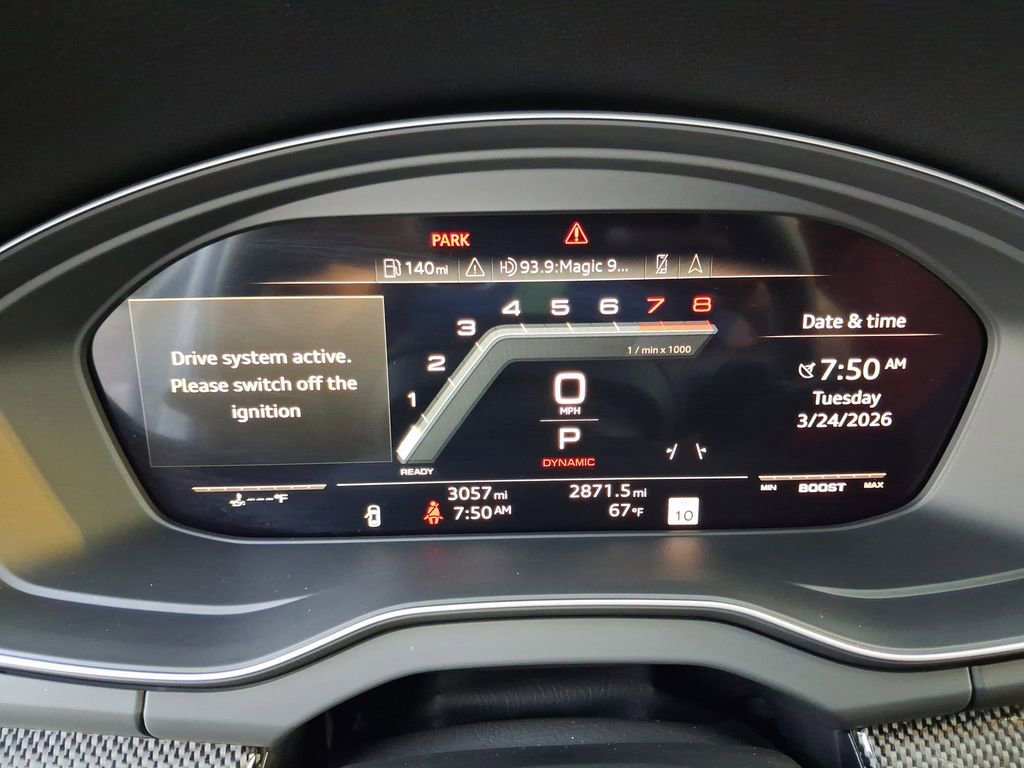 PARK
140mi
93.9:Magic 9...
Drive system active.
Please switch off the
ignition
1 2 3 4 5 6 7 8
1 / min x 1000
0
MPH
P
DYNAMIC
READY
Date & time
7:50 AM
Tuesday
3/24/2026
---°F
3057mi
7:50AM
2871.5mi
67°F
10
MIN BOOST MAX